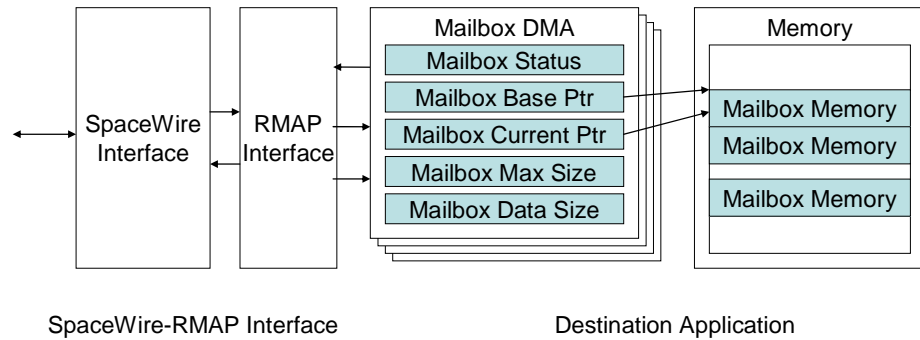 Mailbox DMA
Memory
Mailbox Status
Mailbox Base Ptr
Mailbox Current Ptr
Mailbox Max Size
Mailbox Data Size
SpaceWire
Interface
RMAP
Interface
Mailbox Memory
Mailbox Memory
Mailbox Memory
SpaceWire-RMAP Interface
Destination Application